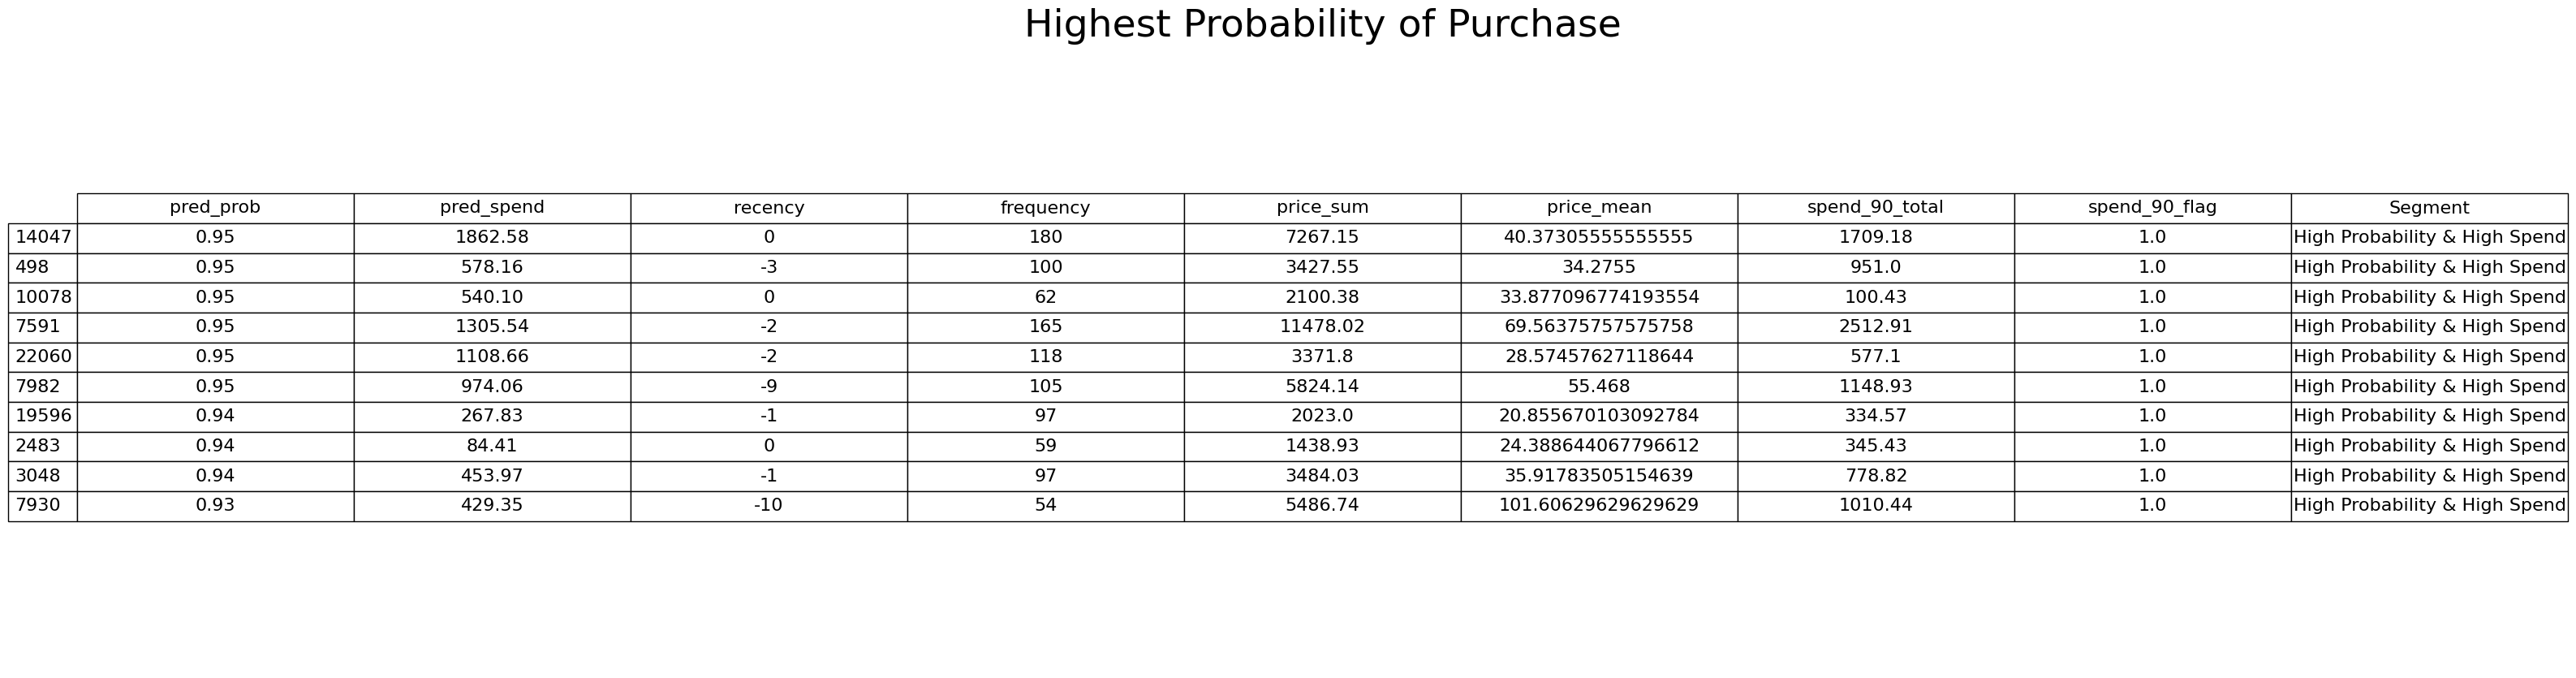 Highest Probability of Purchase
pred_prob pred_spend recency frequency price_sum price_mean spend_90_total spend_90_flag Segment
14047 0.95 1862.58 0 180 7267.15 40.37305555555555 1709.18 1.0 High Probability & High Spend
498 0.95 578.16 -3 100 3427.55 34.2755 951.0 1.0 High Probability & High Spend
10078 0.95 540.10 0 62 2100.38 33.877096774193554 100.43 1.0 High Probability & High Spend
7591 0.95 1305.54 -2 165 11478.02 69.56375757575758 2512.91 1.0 High Probability & High Spend
22060 0.95 1108.66 -2 118 3371.8 28.57457627118644 577.1 1.0 High Probability & High Spend
7982 0.95 974.06 -9 105 5824.14 55.468 1148.93 1.0 High Probability & High Spend
19596 0.94 267.83 -1 97 2023.0 20.855670103092784 334.57 1.0 High Probability & High Spend
2483 0.94 84.41 0 59 1438.93 24.388644067796612 345.43 1.0 High Probability & High Spend
3048 0.94 453.97 -1 97 3484.03 35.91783505154639 778.82 1.0 High Probability & High Spend
7930 0.93 429.35 -10 54 5486.74 101.60629629629629 1010.44 1.0 High Probability & High Spend